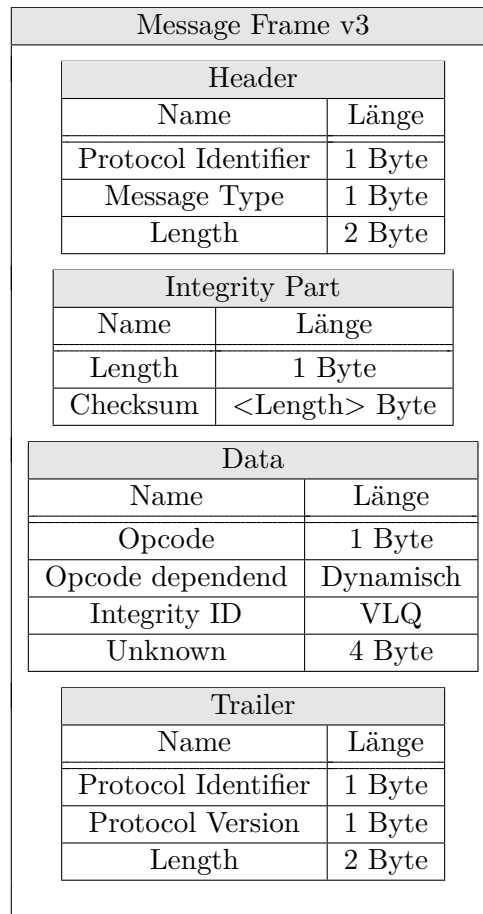 Message Frame v3
Header
Name Länge
Protocol Identifier 1 Byte
Message Type 1 Byte
Length 2 Byte
Integrity Part
Name Länge
Length 1 Byte
Checksum <Length> Byte
Data
Name Länge
Opcode 1 Byte
Opcode dependend Dynamisch
Integrity ID VLQ
Unknown 4 Byte
Trailer
Name Länge
Protocol Identifier 1 Byte
Protocol Version 1 Byte
Length 2 Byte